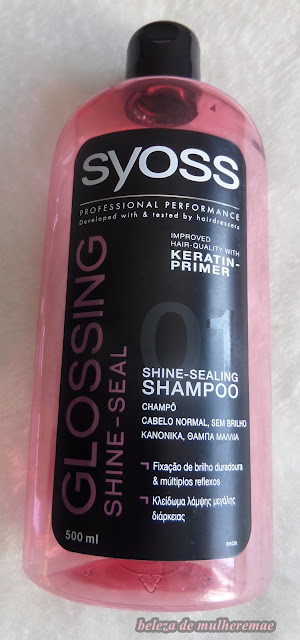 syoss
PROFESSIONAL PERFORMANCE
Developed with & tested by hairdressers
IMPROVED
HAIR-QUALITY WITH
KERATIN-
PRIMER
01
GLOSSING
SHINE-SEAL
SHINE-SEALING
SHAMPOO
CHAMPÔ
CABELO NORMAL, SEM BRILHO
ΚΑΝΟΝΙΚΑ, ΘΑΜΠΑ ΜΑΛΛΙΑ
Fixação de brilho duradoura
& múltiplos reflexos
Κλείδωμα λάμψης μεγάλης
διάρκειας
500 ml
beleza de mulheremae